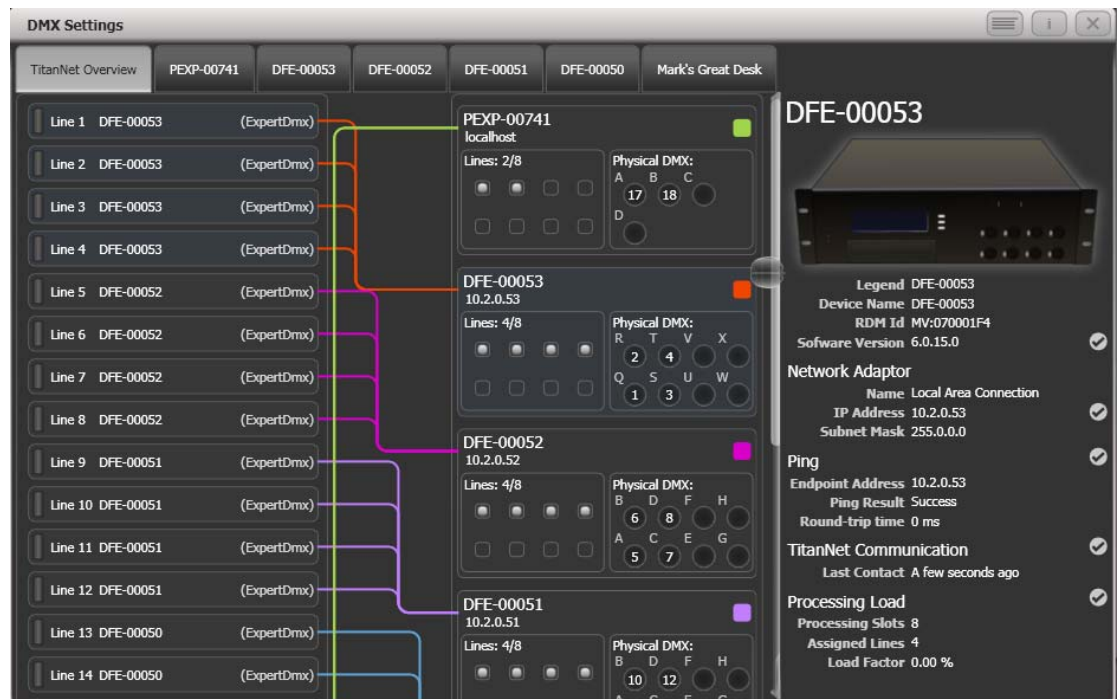 DMX Settings
i
TitanNet Overview
PEXP-00741
DFE-00053
DFE-00052
DFE-00051
DFE-00050
Mark's Great Desk
Line 1 DFE-00053 (ExpertDmx)
Line 2 DFE-00053 (ExpertDmx)
Line 3 DFE-00053 (ExpertDmx)
Line 4 DFE-00053 (ExpertDmx)
Line 5 DFE-00052 (ExpertDmx)
Line 6 DFE-00052 (ExpertDmx)
Line 7 DFE-00052 (ExpertDmx)
Line 8 DFE-00052 (ExpertDmx)
Line 9 DFE-00051 (ExpertDmx)
Line 10 DFE-00051 (ExpertDmx)
Line 11 DFE-00051 (ExpertDmx)
Line 12 DFE-00051 (ExpertDmx)
Line 13 DFE-00050 (ExpertDmx)
Line 14 DFE-00050 (ExpertDmx)
PEXP-00741
localhost
Lines: 2/8
Physical DMX:
A B C
17 18
D
DFE-00053
10.2.0.53
Lines: 4/8
Physical DMX:
R T V X
2 4
Q S U W
1 3
DFE-00052
10.2.0.52
Lines: 4/8
Physical DMX:
B D F H
6 8
A C E G
5 7
DFE-00051
10.2.0.51
Lines: 4/8
Physical DMX:
B D F H
10 12
DFE-00053
Legend DFE-00053
Device Name DFE-00053
RDM Id MV:070001F4
Sofware Version 6.0.15.0
Network Adaptor
Name Local Area Connection
IP Address 10.2.0.53
Subnet Mask 255.0.0.0
Ping
Endpoint Address 10.2.0.53
Ping Result Success
Round-trip time 0 ms
TitanNet Communication
Last Contact A few seconds ago
Processing Load
Processing Slots 8
Assigned Lines 4
Load Factor 0.00 %